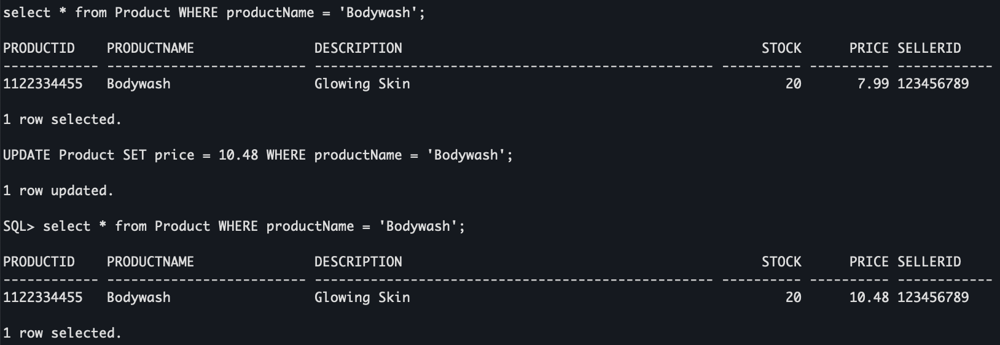 select * from Product WHERE productName = 'Bodywash';
PRODUCTID    PRODUCTNAME               DESCRIPTION                                             STOCK      PRICE SELLERID
------------ ------------------------- -------------------------------------------------- ---------- ---------- ------------
1122334455   Bodywash                  Glowing Skin                                               20       7.99 123456789
1 row selected.
UPDATE Product SET price = 10.48 WHERE productName = 'Bodywash';
1 row updated.
SQL> select * from Product WHERE productName = 'Bodywash';
PRODUCTID    PRODUCTNAME               DESCRIPTION                                             STOCK      PRICE SELLERID
------------ ------------------------- -------------------------------------------------- ---------- ---------- ------------
1122334455   Bodywash                  Glowing Skin                                               20      10.48 123456789
1 row selected.